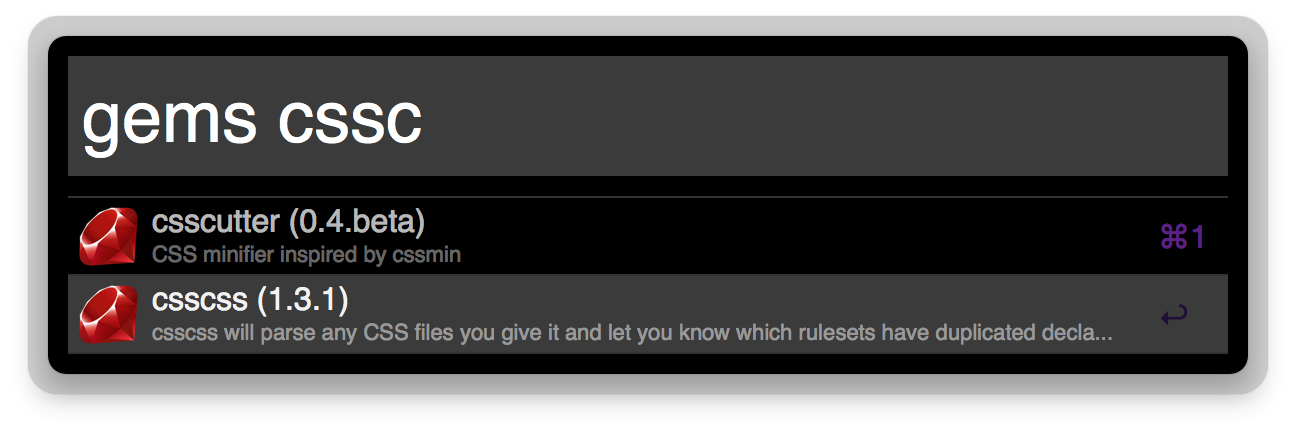 gems cssc
csscutter (0.4.beta)
⌘1
CSS minifier inspired by cssmin
csscss (1.3.1)
↩
csscss will parse any CSS files you give it and let you know which rulesets have duplicated decla...